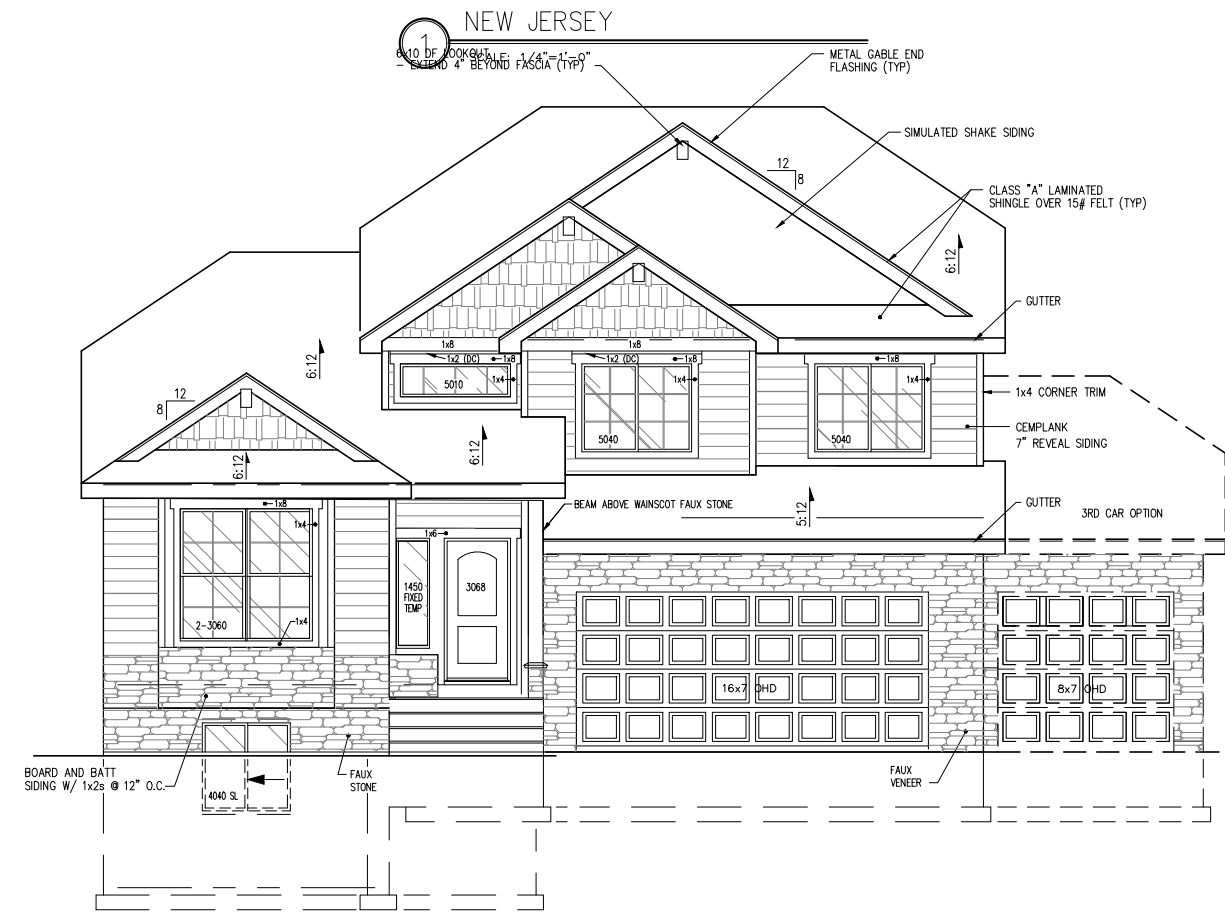 NEW JERSEY
1
SCALE: 1/4"=1'-0"
6x10 DF LOOKOUT
- EXTEND 4" BEYOND FASCIA (TYP)
METAL GABLE END
FLASHING (TYP)
SIMULATED SHAKE SIDING
12
8
CLASS "A" LAMINATED
SHINGLE OVER 15# FELT (TYP)
6:12
GUTTER
6:12
1x8
1x2 (DC)
1x8
1x4
5010
1x8
1x2 (DC)
1x8
1x4
5040
1x8
1x4
5040
1x4 CORNER TRIM
CEMPLANK
7" REVEAL SIDING
12
8
6:12
6:12
BEAM ABOVE WAINSCOT FAUX STONE
5:12
GUTTER
3RD CAR OPTION
1x8
1x4
2-3060
1x4
1x6
1450
FIXED
TEMP
3068
16x7 OHD
8x7 OHD
BOARD AND BATT
SIDING W/ 1x2s @ 12" O.C.
4040 SL
FAUX
STONE
FAUX
VENEER